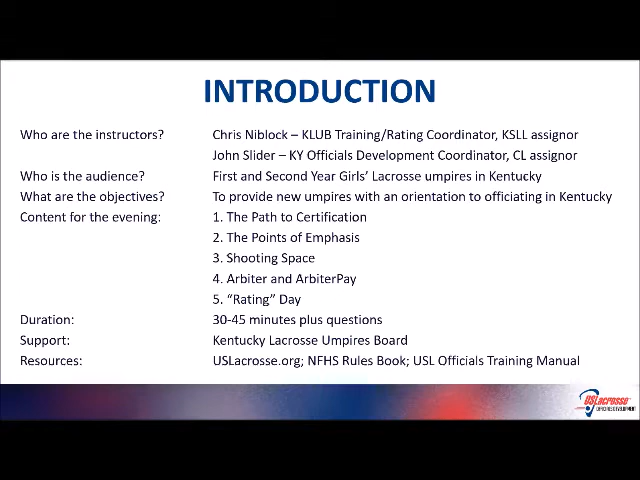 INTRODUCTION
Who are the instructors? Chris Niblock – KLUB Training/Rating Coordinator, KSLL assignor
John Slider – KY Officials Development Coordinator, CL assignor
Who is the audience? First and Second Year Girls' Lacrosse umpires in Kentucky
What are the objectives? To provide new umpires with an orientation to officiating in Kentucky
Content for the evening: 1. The Path to Certification
2. The Points of Emphasis
3. Shooting Space
4. Arbiter and ArbiterPay
5. “Rating” Day
Duration: 30-45 minutes plus questions
Support: Kentucky Lacrosse Umpires Board
Resources: USLacrosse.org; NFHS Rules Book; USL Officials Training Manual
USLacrosse
OFFICIALS DEVELOPMENT